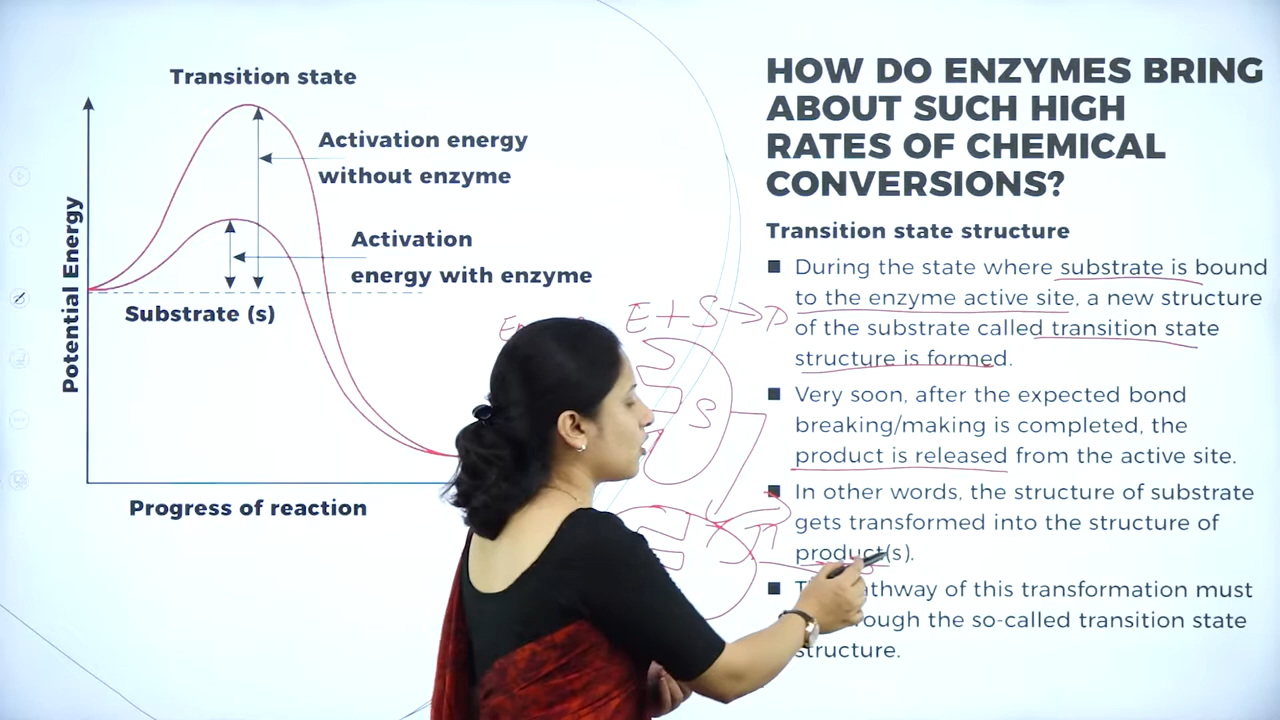 Transition state
Activation energy
without enzyme
Activation
energy with enzyme
Substrate (s)
Potential Energy
Progress of reaction
HOW DO ENZYMES BRING
ABOUT SUCH HIGH
RATES OF CHEMICAL
CONVERSIONS?
Transition state structure
■ During the state where substrate is bound
to the enzyme active site, a new structure
of the substrate called transition state
structure is formed.
■ Very soon, after the expected bond
breaking/making is completed, the
product is released from the active site.
■ In other words, the structure of substrate
gets transformed into the structure of
product(s).
■ pathway of this transformation must
the so-called transition state
structure.
E + S → P
S